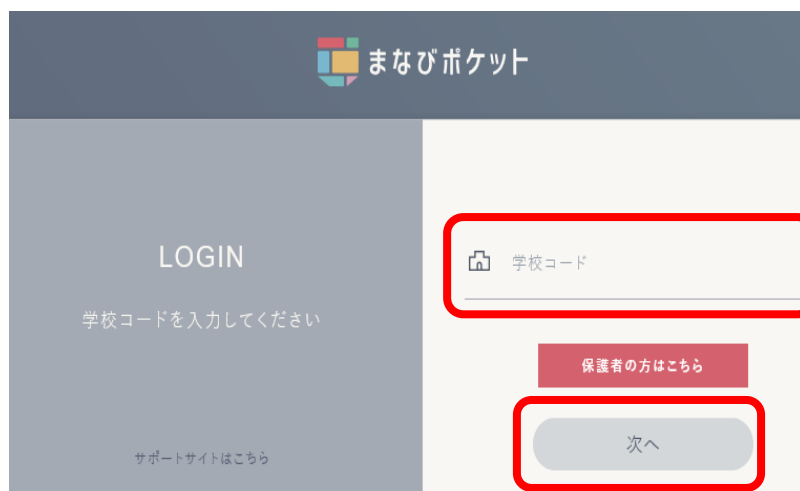 まなびポケット
LOGIN
学校コードを入力してください
サポートサイトはこちら
学校コード
保護者の方はこちら
次へ